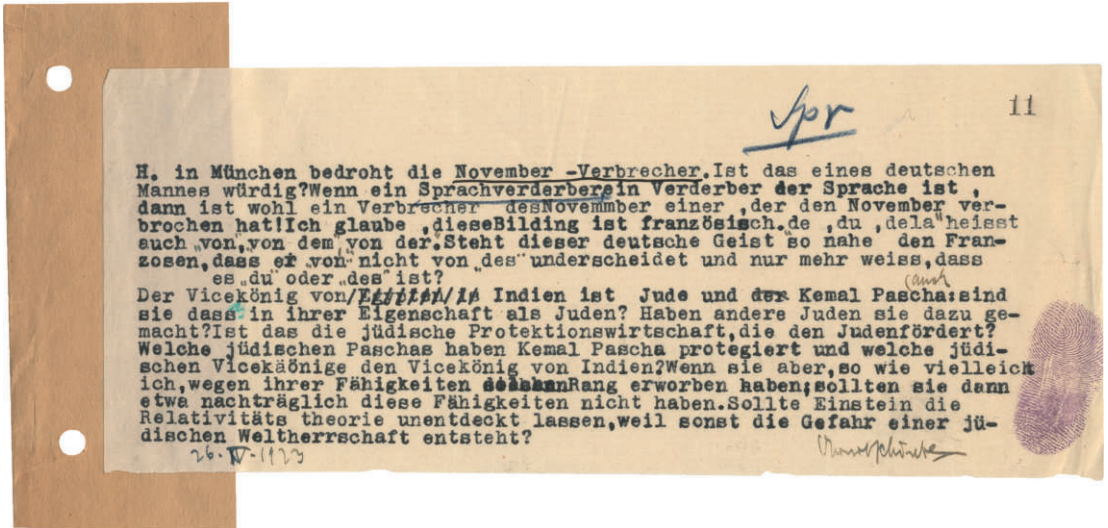 Spr
11
H. in München bedroht die November -Verbrecher.Ist das eines deutschen
Mannes würdig?Wenn ein Sprachverderber ein Verderber der Sprache ist ,
dann ist wohl ein Verbrecher desNovemmber einer ,der den November ver-
brochen hat!Ich glaube ,dieseBilding ist französisch.de ,du ,dela"heisst
auch „von",von dem„von der".Steht dieser deutsche Geist so nahe den Fran-
zosen,dass er „von" nicht von „des" underscheidet und nur mehr weiss,dass
es „du" oder „des" ist?
auch
Der Vicekönig von Indien ist Jude und der Kemal Pascha:sind
sie dass in ihrer Eigenschaft als Juden? Haben andere Juden sie dazu ge-
macht?Ist das die jüdische Protektionswirtschaft,die den Judenfördert?
Welche jüdischen Paschas haben Kemal Pascha protegiert und welche jüdi-
schen Vicekäönige den Vicekönig von Indien?Wenn sie aber,so wie vielleich
ich,wegen ihrer Fähigkeiten Rang erworben haben;sollten sie dann
etwa nachträglich diese Fähigkeiten nicht haben.Sollte Einstein die
Relativitäts theorie unentdeckt lassen,weil sonst die Gefahr einer jü-
dischen Weltherrschaft entsteht?
26.IV.1923